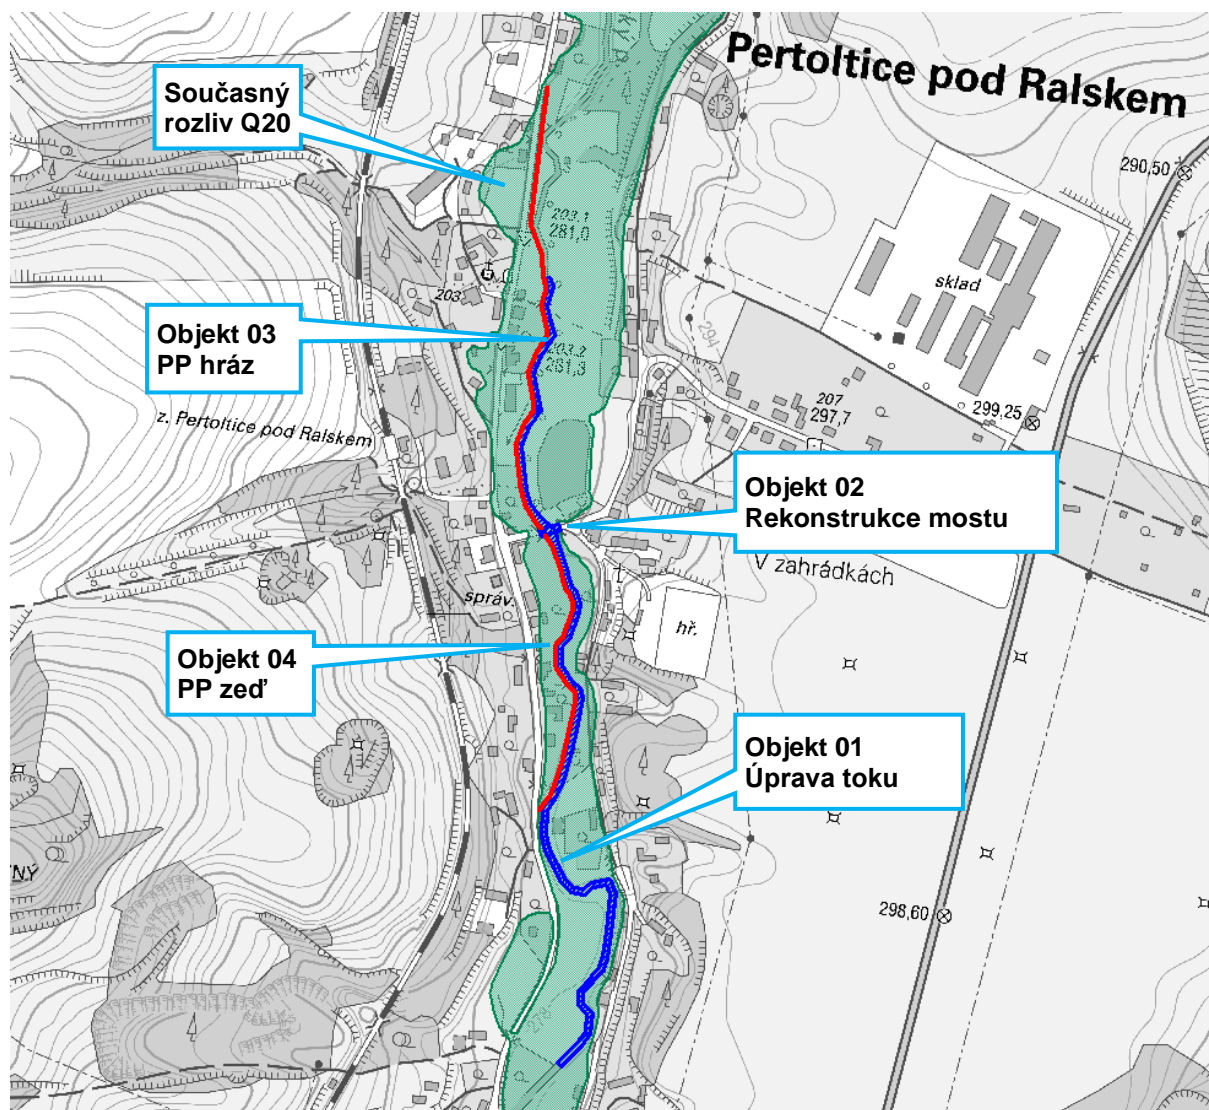 Pertoltice pod Ralskem
Současný
rozliv Q20
290,50
203.1
281,0
sklad
203
Objekt 03
PP hráz
294
203.2
281,3
207
297,7
299,25
z. Pertoltice pod Ralskem
Objekt 02
Rekonstrukce mostu
V zahrádkách
správ.
hř.
Objekt 04
PP zeď
Objekt 01
Úprava toku
298,60
278